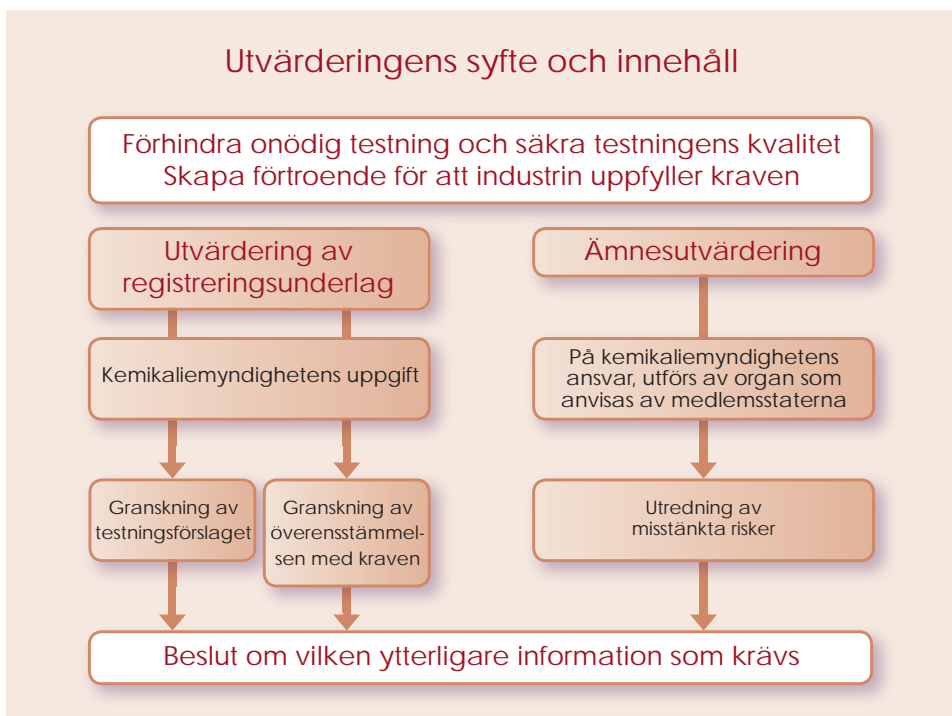 Utvärderingens syfte och innehåll
Förhindra onödig testning och säkra testningens kvalitet
Skapa förtroende för att industrin uppfyller kraven
Utvärdering av
registreringsunderlag
Ämnesutvärdering
Kemikaliemyndighetens uppgift
På kemikaliemyndighetens
ansvar, utförs av organ som
anvisas av medlemsstaterna
Granskning av
testningsförslaget
Granskning av
överensstämmel-
sen med kraven
Utredning av
misstänkta risker
Beslut om vilken ytterligare information som krävs